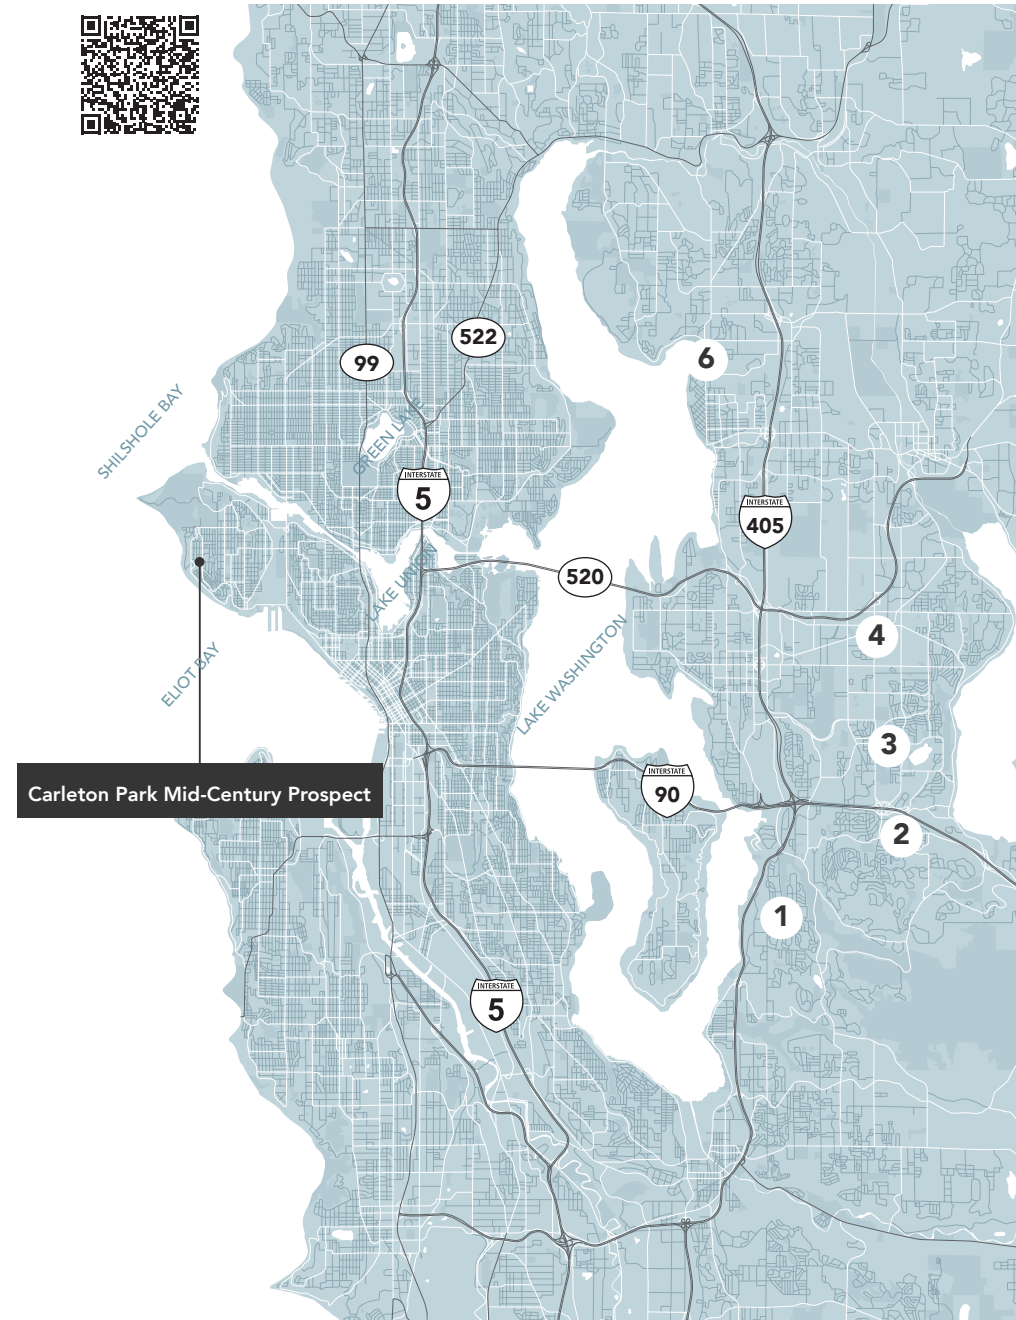 522
99
SHILSHOLE BAY
GREEN LAKE
INTERSTATE
5
INTERSTATE
405
6
520
LAKE UNION
4
ELIOT BAY
LAKE WASHINGTON
3
INTERSTATE
90
Carleton Park Mid-Century Prospect
2
1
INTERSTATE
5